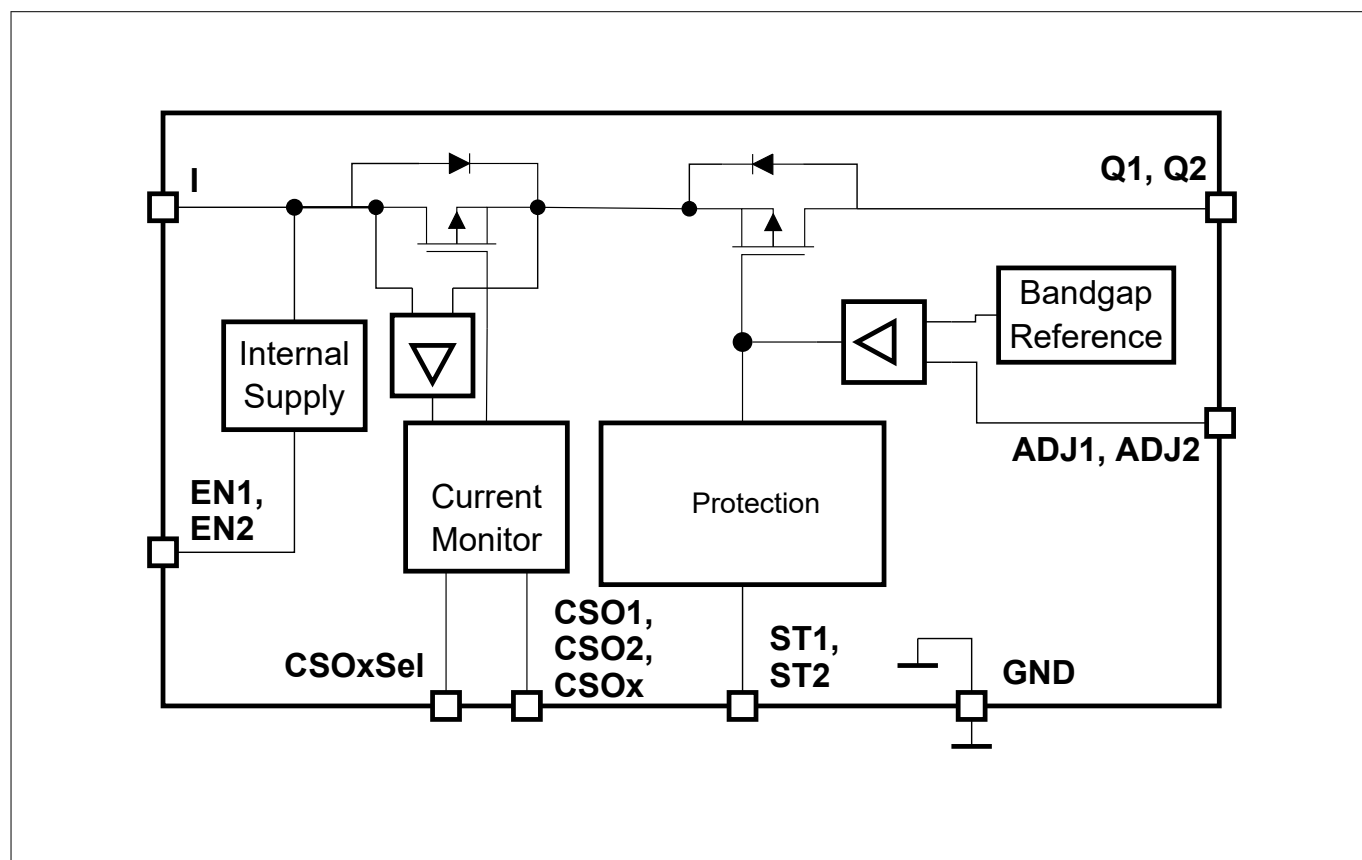 I
Q1, Q2
Bandgap
Reference
Internal
Supply
ADJ1, ADJ2
EN1,
EN2
Current
Monitor
Protection
CSOxSel
CSO1,
CSO2,
CSOx
ST1,
ST2
GND